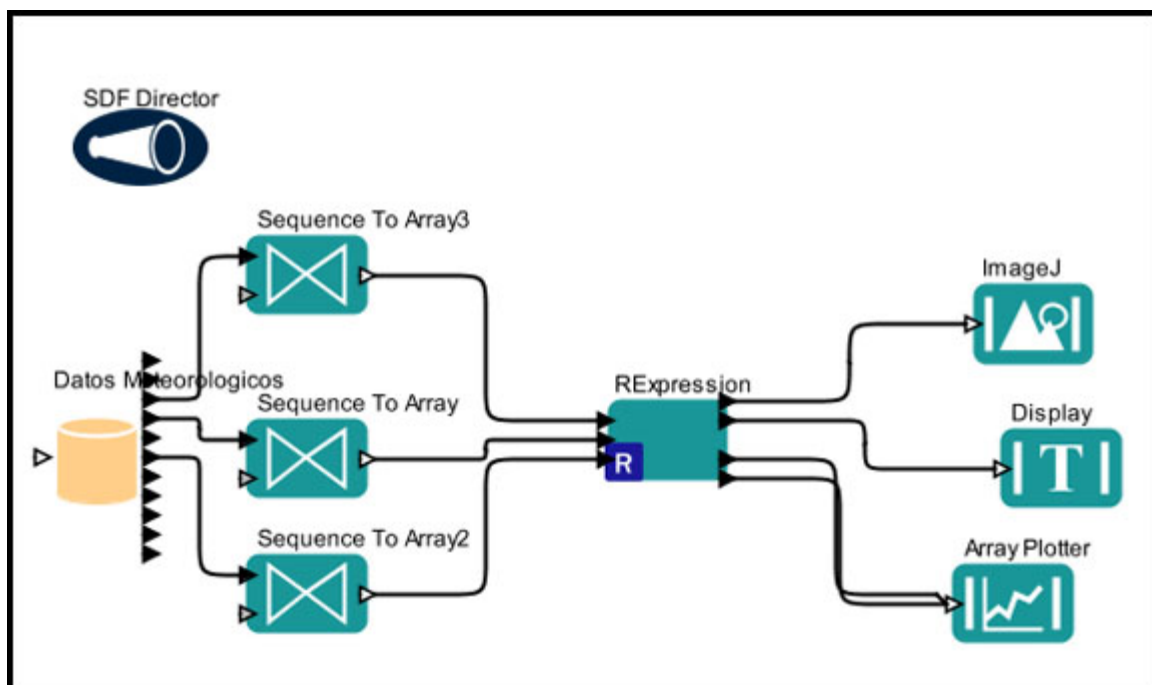 SDF Director
Sequence To Array3
ImageJ
Datos Meteorologicos
RExpression
Sequence To Array
Display
R
T
Sequence To Array2
Array Plotter